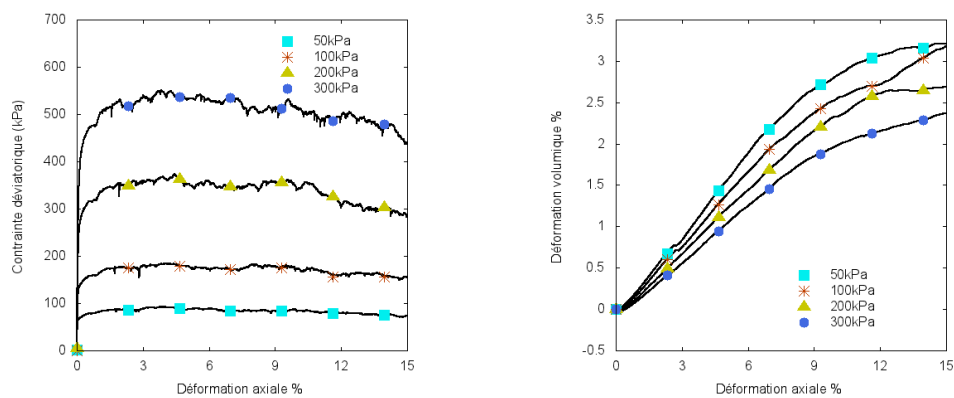 700
600
500
400
300
200
100
0
Contrainte déviatorique (kPa)
50kPa
100kPa
200kPa
300kPa
0
3
6
9
12
15
Déformation axiale %
3.5
3
2.5
2
1.5
1
0.5
0
-0.5
Déformation volumique %
50kPa
100kPa
200kPa
300kPa
0
3
6
9
12
15
Déformation axiale %